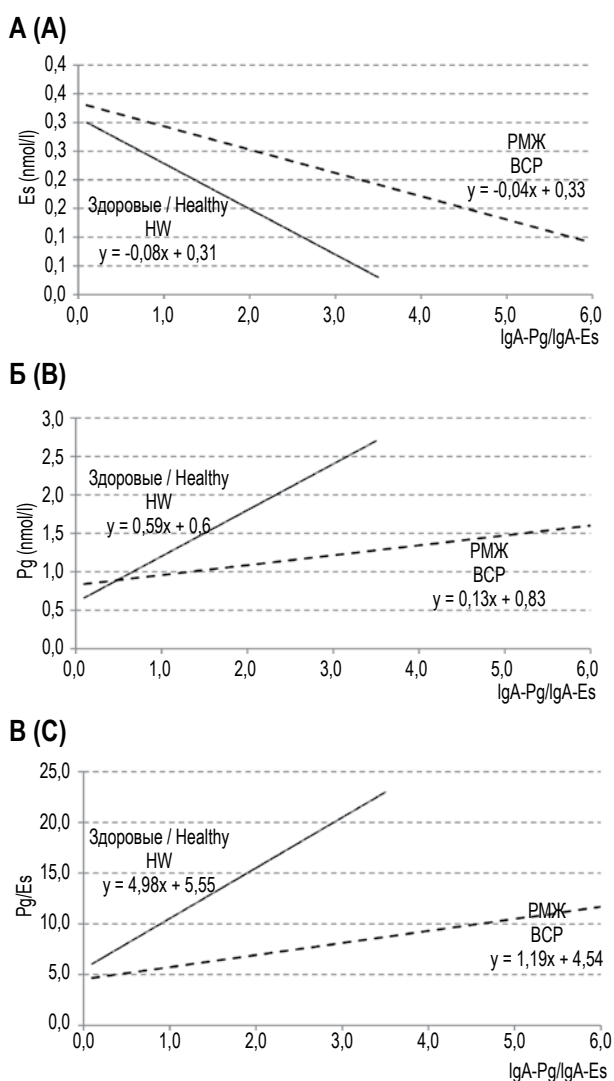 А (A)
0,4
0,4
0,3
0,3
0,2
0,2
0,1
0,1
0,0
Es (nmol/l)
РМЖ
BCP
y = -0,04x + 0,33
Здоровые / Healthy
HW
y = -0,08x + 0,31
0,0 1,0 2,0 3,0 4,0 5,0 6,0
IgA-Pg/IgA-Es
Б (B)
3,0
2,5
2,0
1,5
1,0
0,5
0,0
Pg (nmol/l)
Здоровые / Healthy
HW
y = 0,59x + 0,6
РМЖ
BCP
y = 0,13x + 0,83
0,0 1,0 2,0 3,0 4,0 5,0 6,0
IgA-Pg/IgA-Es
В (C)
25,0
20,0
15,0
10,0
5,0
0,0
Pg/Es
Здоровые / Healthy
HW
y = 4,98x + 5,55
РМЖ
BCP
y = 1,19x + 4,54
0,0 1,0 2,0 3,0 4,0 5,0 6,0
IgA-Pg/IgA-Es